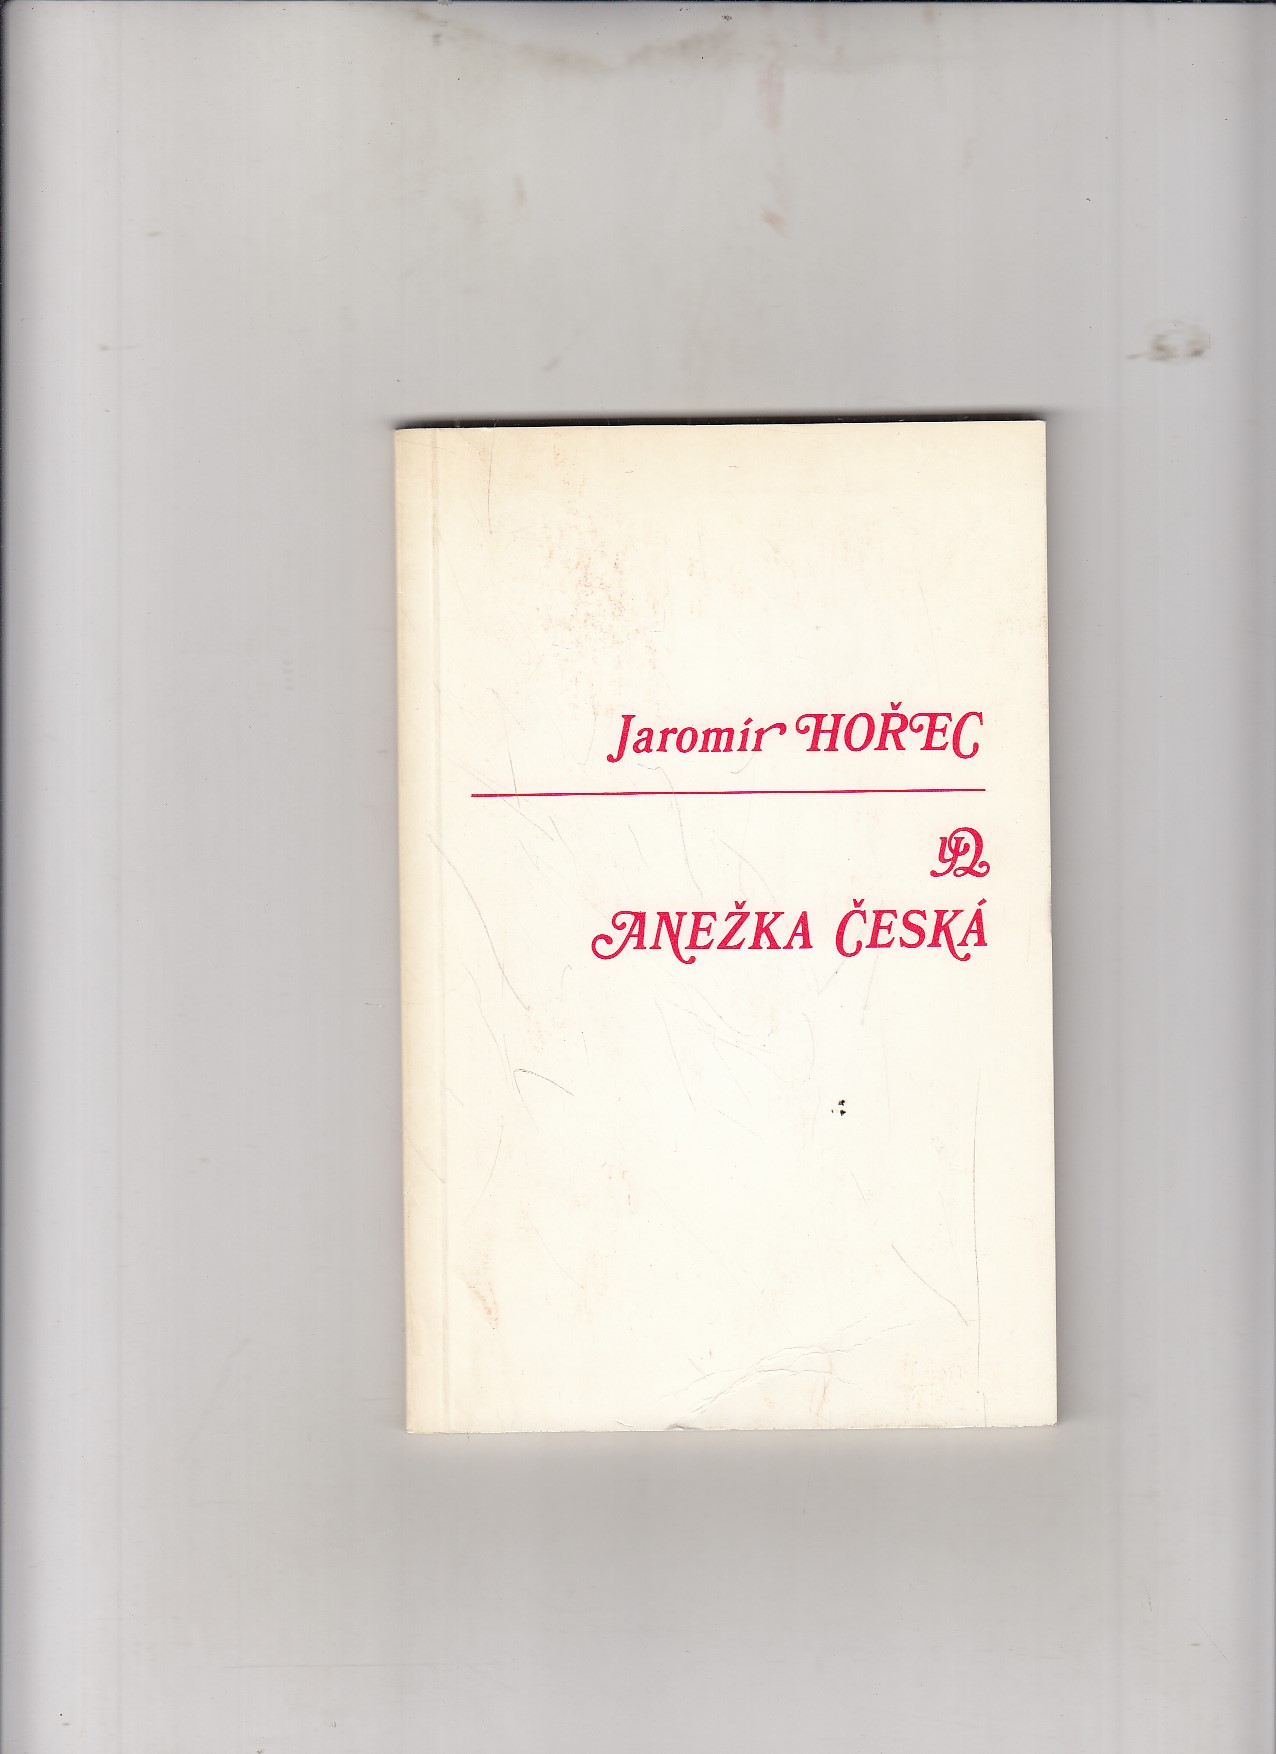 Jaromír HOŘEC
ANEŽKA ČESKÁ